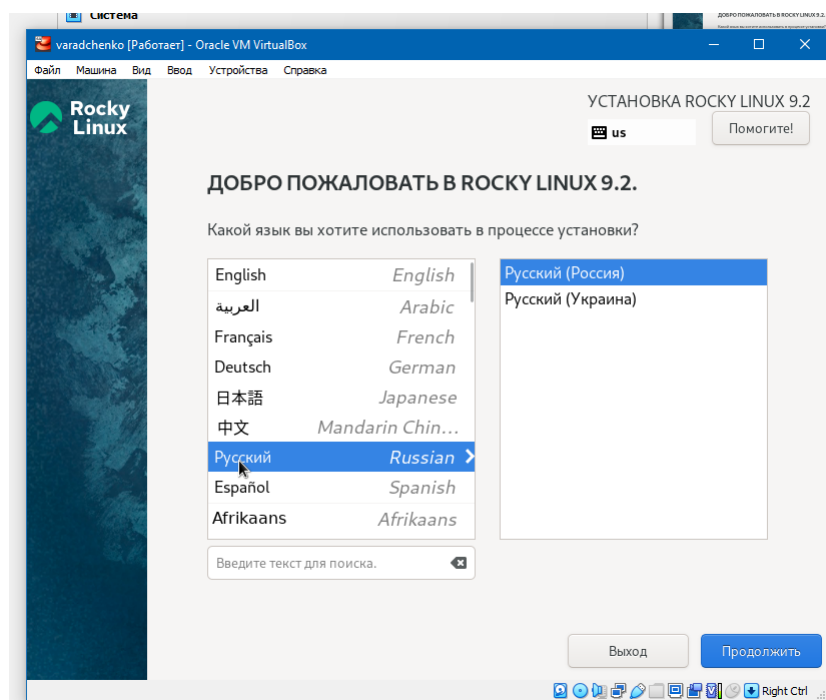 Система
ДОБРО ПОЖАЛОВАТЬ В ROCKY LINUX 9.2.
varadchenko [Работает] - Oracle VM VirtualBox
Файл Машина Вид Ввод Устройства Справка
Rocky
Linux
УСТАНОВКА ROCKY LINUX 9.2
us
Помогите!
ДОБРО ПОЖАЛОВАТЬ В ROCKY LINUX 9.2.
Какой язык вы хотите использовать в процессе установки?
English English
العربية Arabic
Français French
Deutsch German
日本語 Japanese
中文 Mandarin Chin...
Русский Russian
Español Spanish
Afrikaans Afrikaans
Русский (Россия)
Русский (Украина)
Введите текст для поиска.
Выход
Продолжить
Right Ctrl